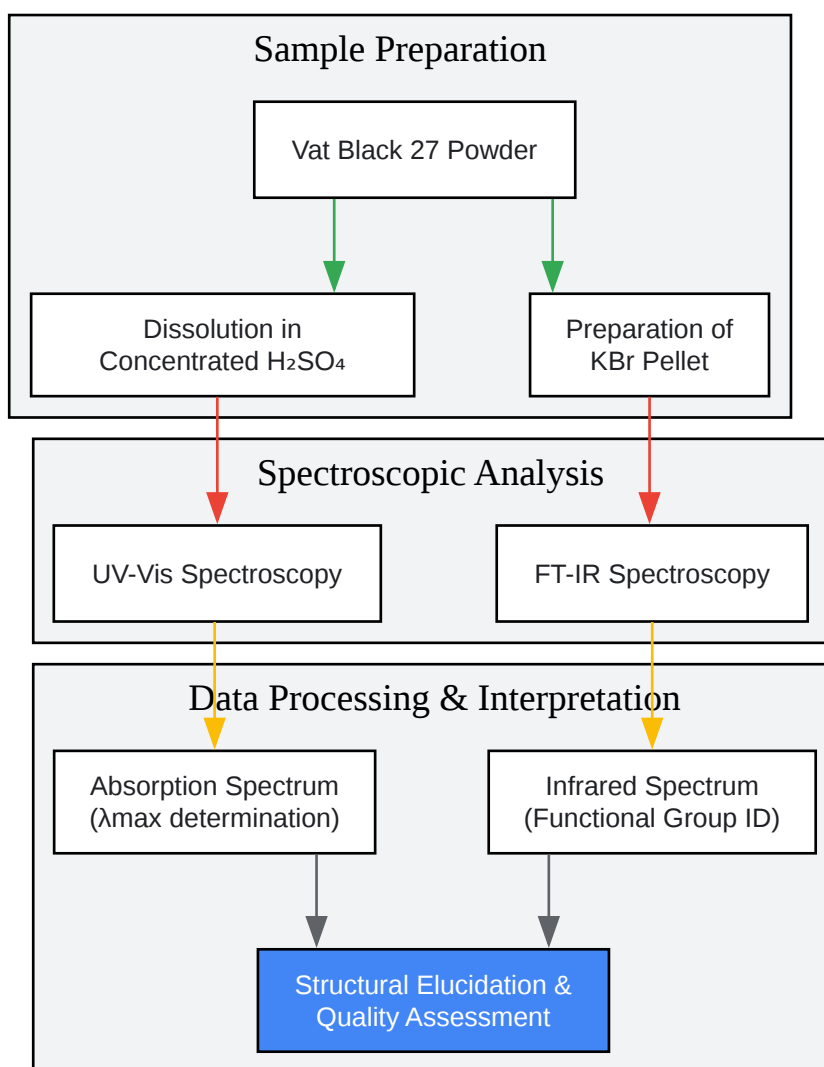 Sample Preparation
Vat Black 27 Powder
Dissolution in
Concentrated H₂SO₄
Preparation of
KBr Pellet
Spectroscopic Analysis
UV-Vis Spectroscopy
FT-IR Spectroscopy
Data Processing & Interpretation
Absorption Spectrum
(λmax determination)
Infrared Spectrum
(Functional Group ID)
Structural Elucidation &
Quality Assessment